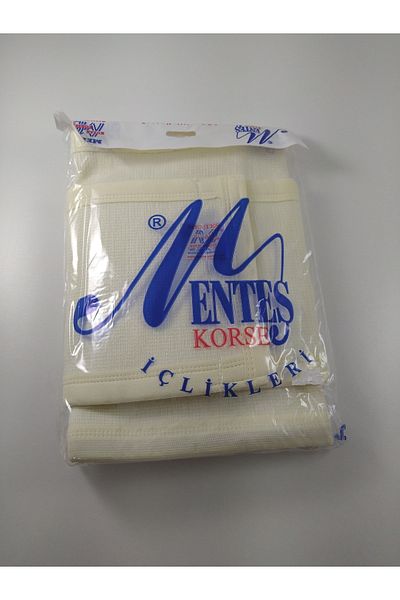 ®
MENTEŞ
KORSE
İÇLİKLERİ